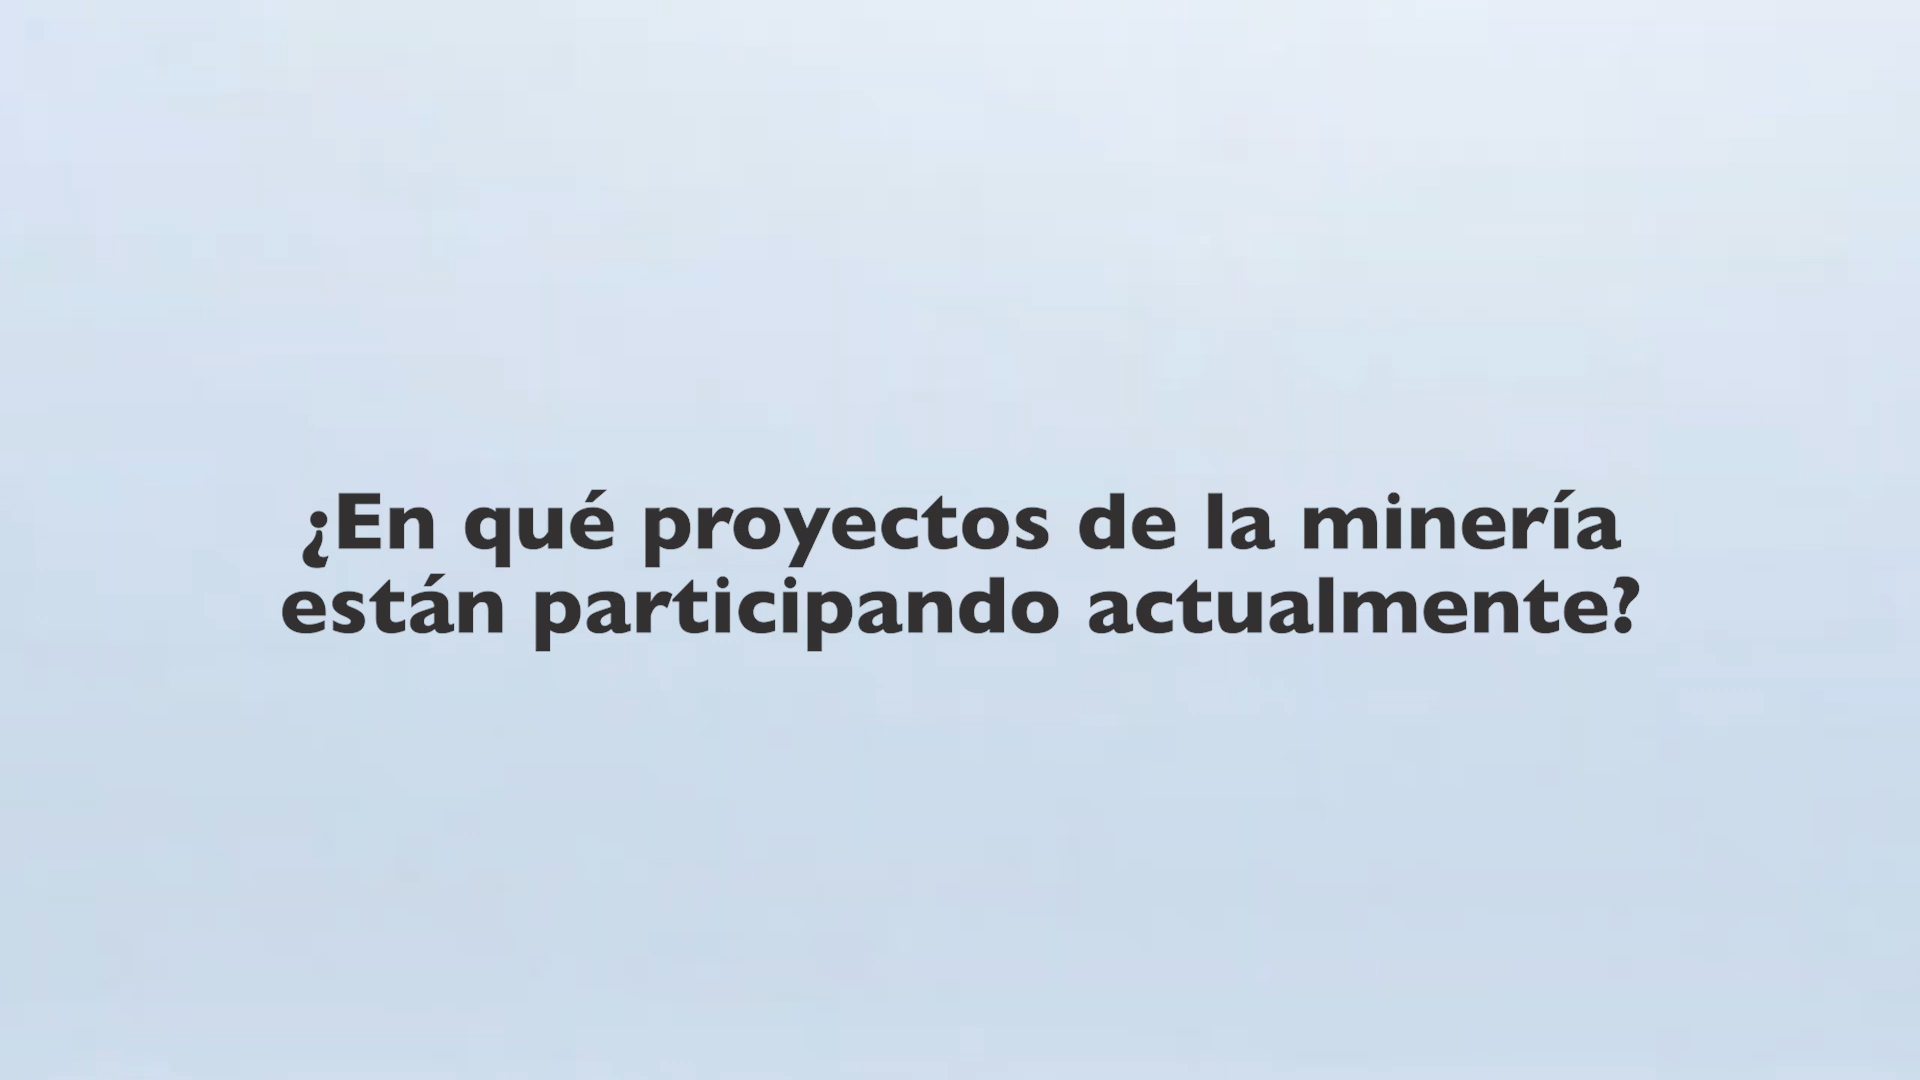 ¿En qué proyectos de la minería
están participando actualmente?